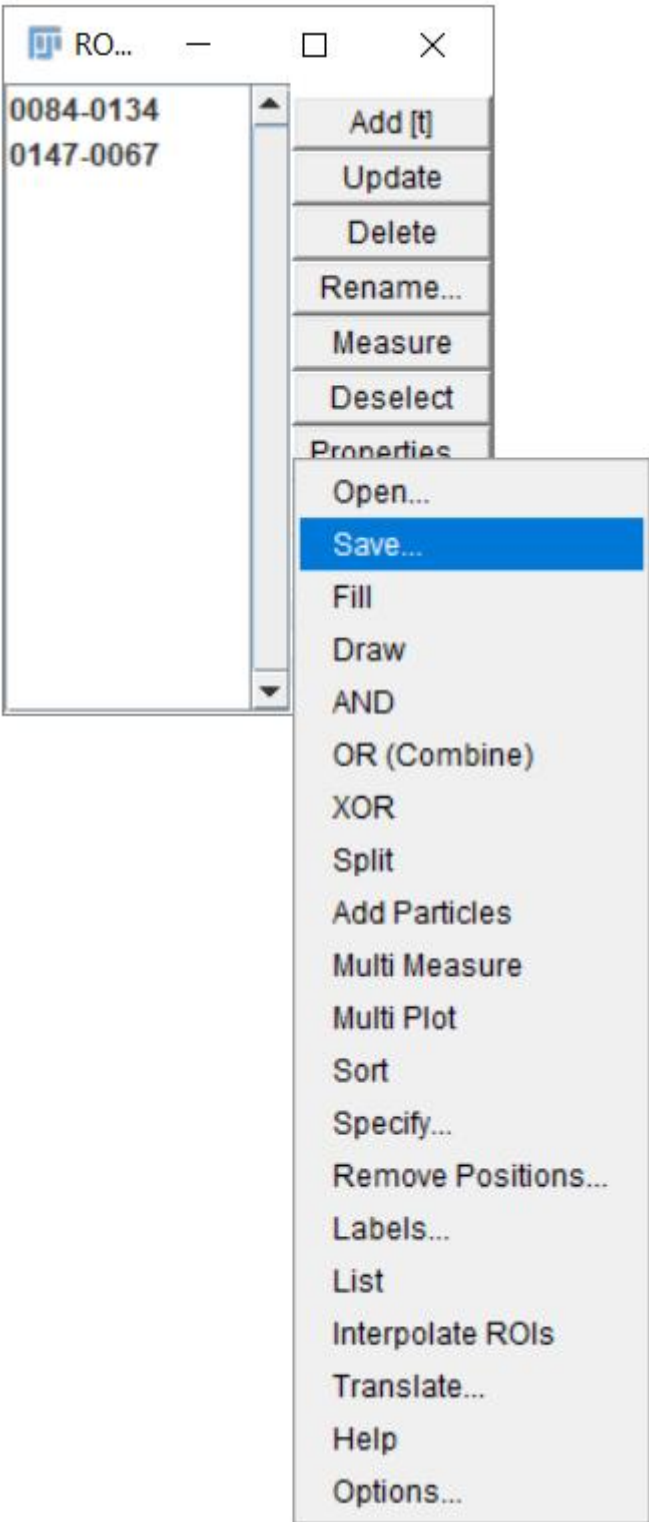 RO...
0084-0134
0147-0067
Add [t]
Update
Delete
Rename...
Measure
Deselect
Properties...
Open...
Save...
Fill
Draw
AND
OR (Combine)
XOR
Split
Add Particles
Multi Measure
Multi Plot
Sort
Specify...
Remove Positions...
Labels...
List
Interpolate ROIs
Translate...
Help
Options...